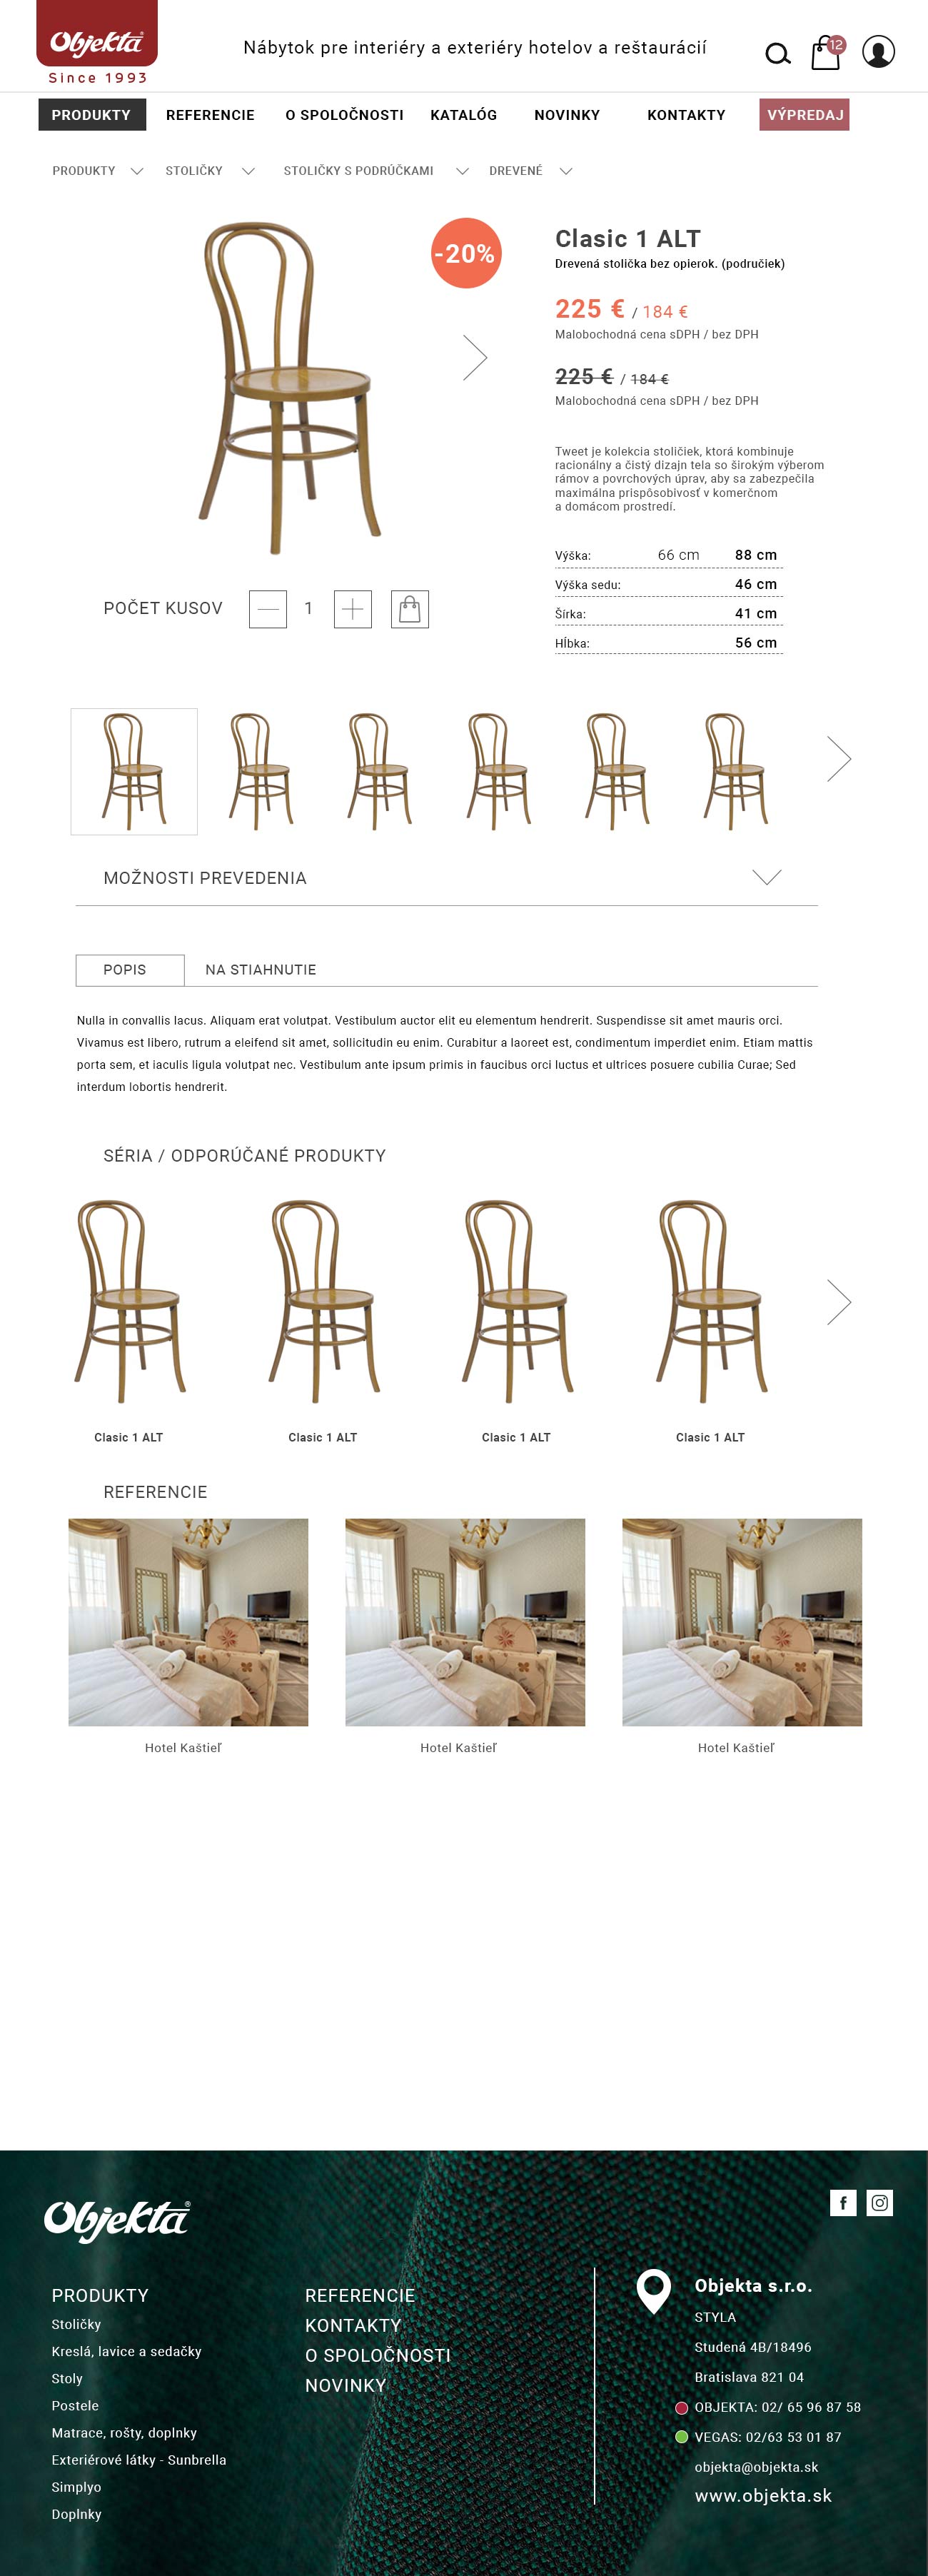 Objekta®
Since 1993
Nábytok pre interiéry a exteriéry hotelov a reštaurácií
12
PRODUKTY REFERENCIE O SPOLOČNOSTI KATALÓG NOVINKY KONTAKTY VÝPREDAJ
PRODUKTY STOLIČKY STOLIČKY S PODRÚČKAMI DREVENÉ
-20%
Clasic 1 ALT
Drevená stolička bez opierok. (područiek)
225 € / 184 €
Malobochodná cena sDPH / bez DPH
225 € / 184 €
Malobochodná cena sDPH / bez DPH
Tweet je kolekcia stoličiek, ktorá kombinuje
racionálny a čistý dizajn tela so širokým výberom
rámov a povrchových úprav, aby sa zabezpečila
maximálna prispôsobivosť v komerčnom
a domácom prostredí.
Výška: 66 cm 88 cm
Výška sedu: 46 cm
Šírka: 41 cm
Hĺbka: 56 cm
POČET KUSOV 1
MOŽNOSTI PREVEDENIA
POPIS NA STIAHNUTIE
Nulla in convallis lacus. Aliquam erat volutpat. Vestibulum auctor elit eu elementum hendrerit. Suspendisse sit amet mauris orci.
Vivamus est libero, rutrum a eleifend sit amet, sollicitudin eu enim. Curabitur a laoreet est, condimentum imperdiet enim. Etiam mattis
porta sem, et iaculis ligula volutpat nec. Vestibulum ante ipsum primis in faucibus orci luctus et ultrices posuere cubilia Curae; Sed
interdum lobortis hendrerit.
SÉRIA / ODPORÚČANÉ PRODUKTY
Clasic 1 ALT Clasic 1 ALT Clasic 1 ALT Clasic 1 ALT
REFERENCIE
Hotel Kaštieľ Hotel Kaštieľ Hotel Kaštieľ
Objekta®
f
PRODUKTY
Stoličky
Kreslá, lavice a sedačky
Stoly
Postele
Matrace, rošty, doplnky
Exteriérové látky - Sunbrella
Simplyo
Doplnky
REFERENCIE
KONTAKTY
O SPOLOČNOSTI
NOVINKY
Objekta s.r.o.
STYLA
Studená 4B/18496
Bratislava 821 04
OBJEKTA: 02/ 65 96 87 58
VEGAS: 02/63 53 01 87
objekta@objekta.sk
www.objekta.sk